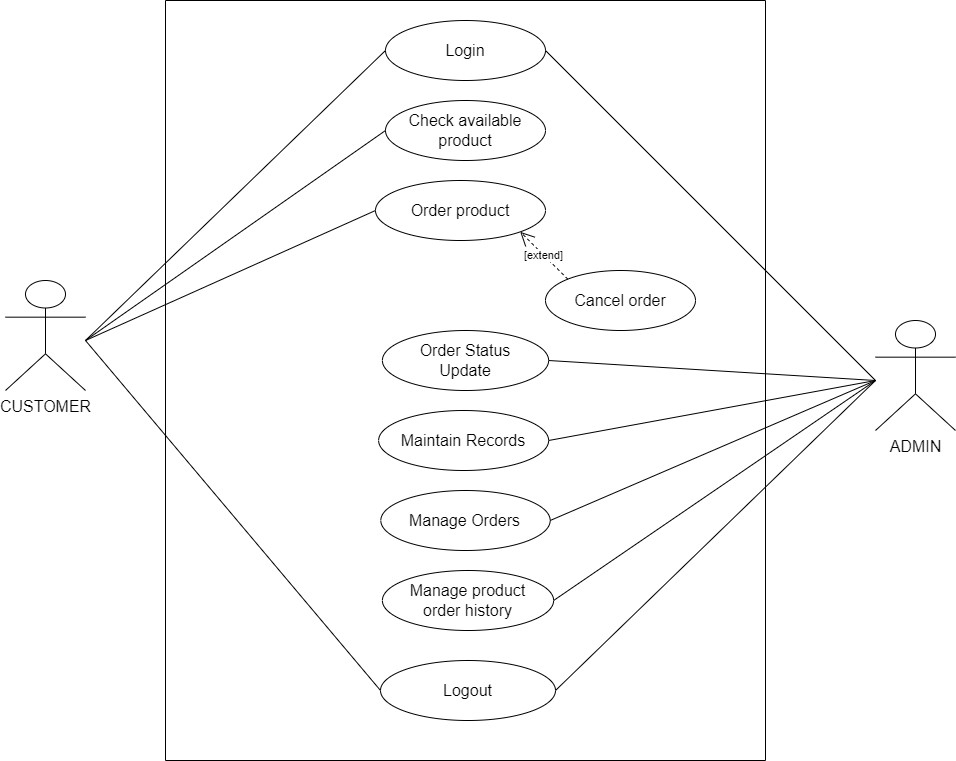 Login
Check available
product
Order product
[extend]
Cancel order
Order Status
Update
CUSTOMER
Maintain Records
ADMIN
Manage Orders
Manage product
order history
Logout